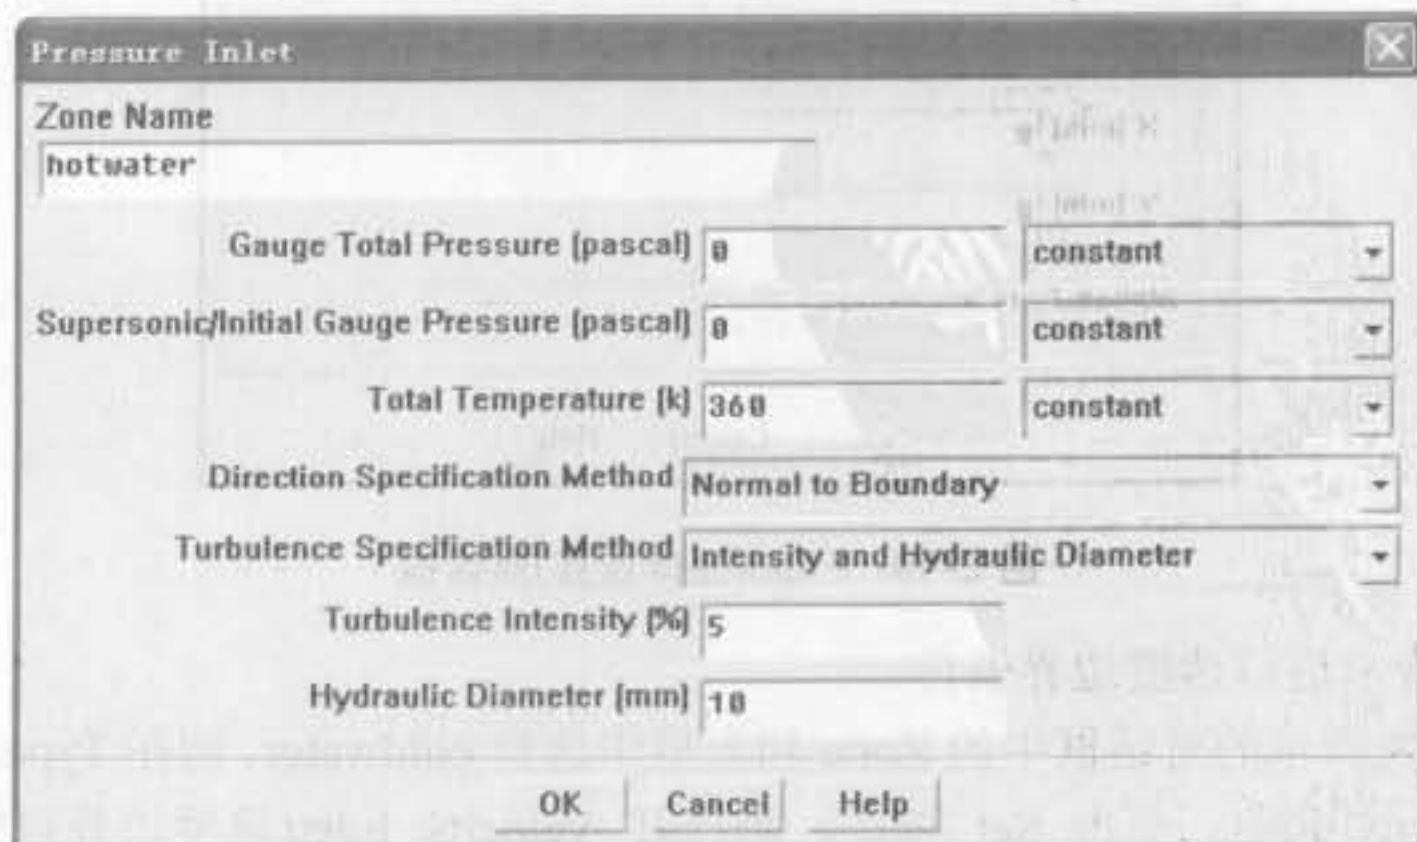 Pressure Inlet
Zone Name
hotwater
Gauge Total Pressure (pascal) 0 constant
Supersonic/Initial Gauge Pressure (pascal) 0 constant
Total Temperature (k) 360 constant
Direction Specification Method Normal to Boundary
Turbulence Specification Method Intensity and Hydraulic Diameter
Turbulence Intensity (%) 5
Hydraulic Diameter (mm) 10
OK Cancel Help